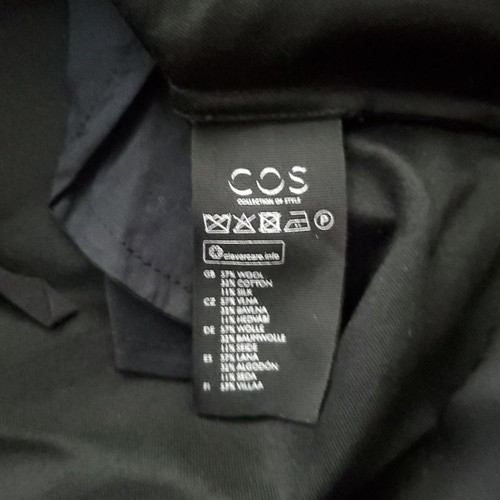 COS
COLLECTION OF STYLE
P
clevercare.info
GB 57% WOOL
32% COTTON
11% SILK
CZ 57% VLNA
32% BAVLNA
11% HEDVÁBÍ
DE 57% WOLLE
32% BAUMWOLLE
11% SEIDE
ES 57% LANA
32% ALGODÓN
11% SEDA
FI 57% VILLAA